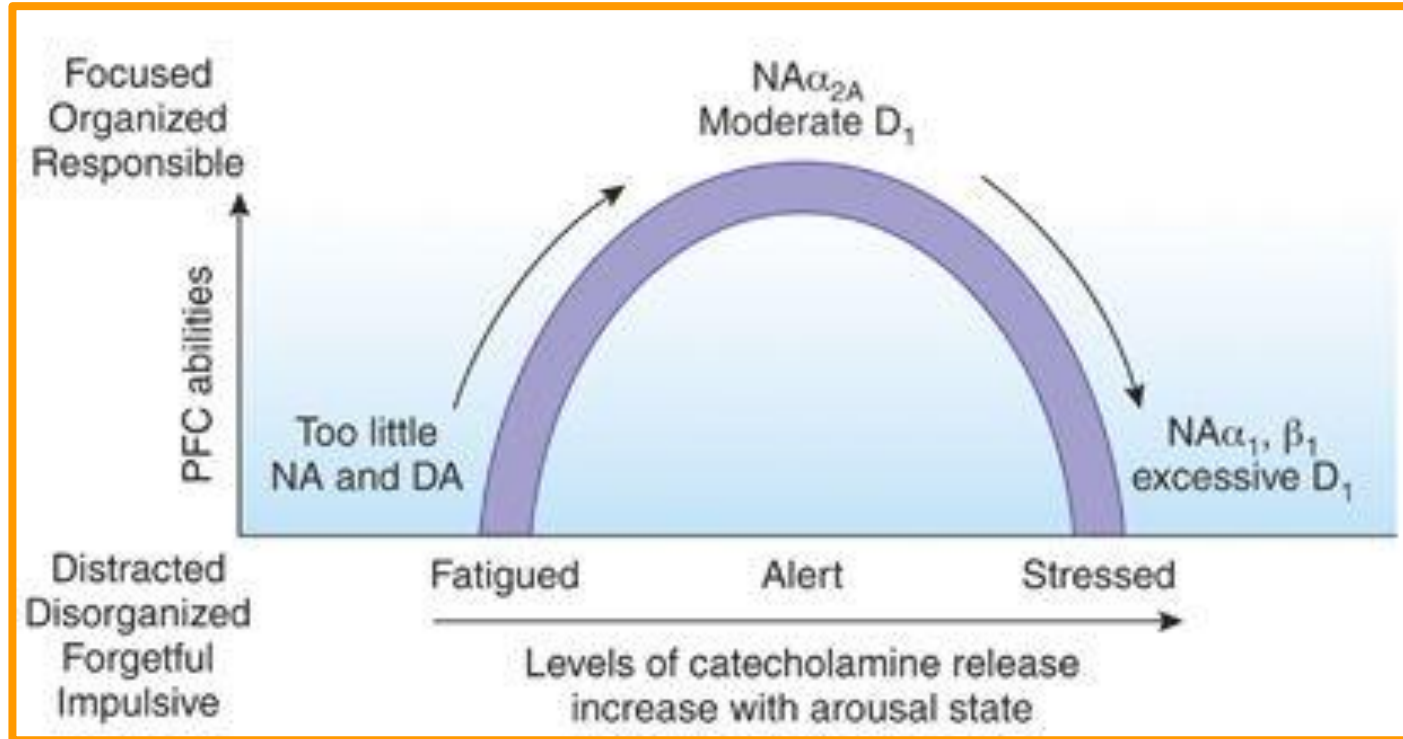 Focused
Organized
Responsible
NAα₂A
Moderate D₁
PFC abilities
Too little
NA and DA
NAα₁, β₁
excessive D₁
Distracted
Disorganized
Forgetful
Impulsive
Fatigued
Alert
Stressed
Levels of catecholamine release
increase with arousal state